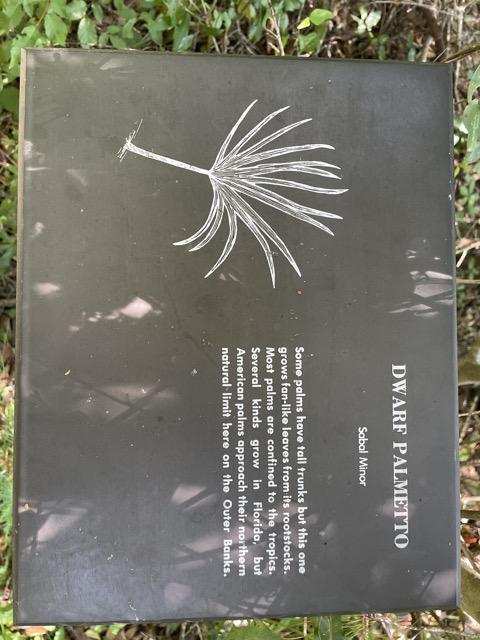 DWARF PALMETTO
Sabal Minor
Some palms have tall trunks but this one
grows fan-like leaves from its rootstocks.
Most palms are confined to the tropics.
Several kinds grow in Florida, but
American palms approach their northern
natural limit here on the Outer Banks.